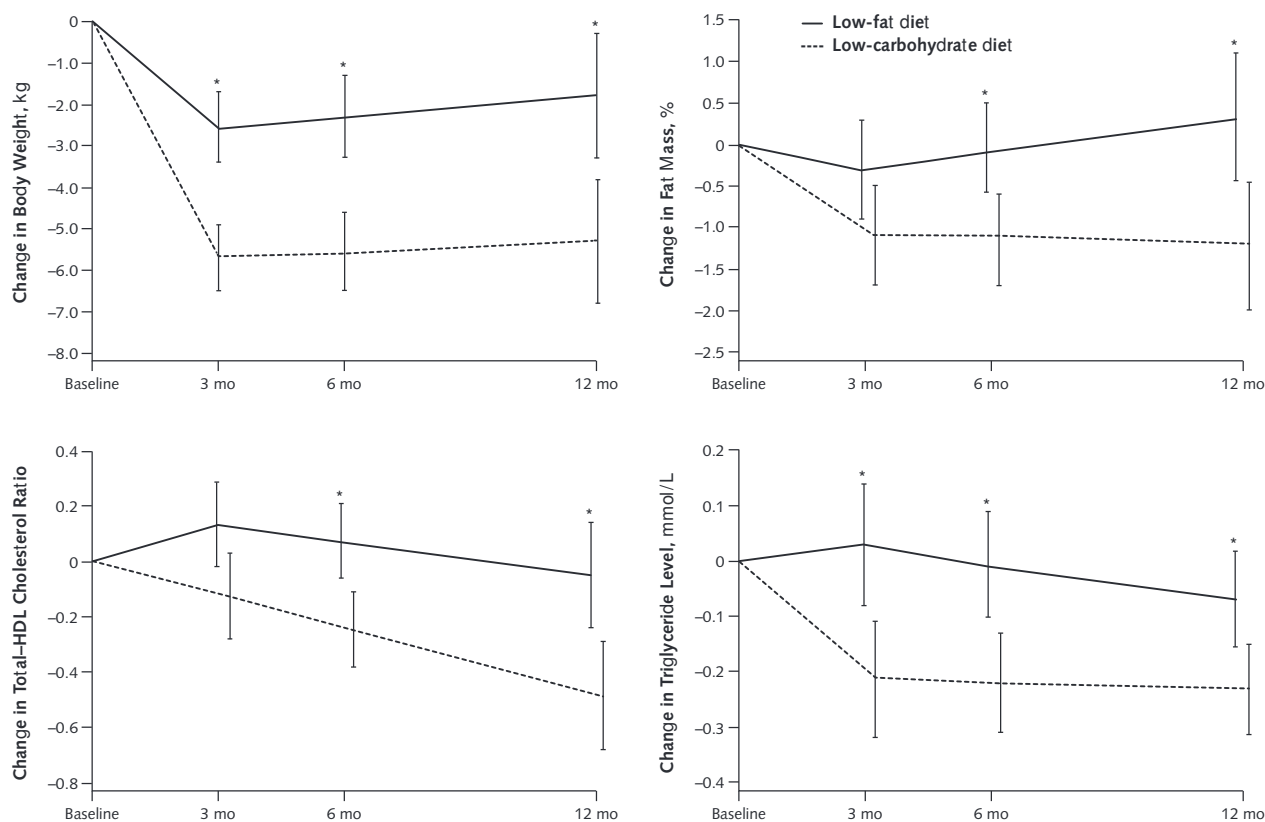 Change in Body Weight, kg
0
–1.0
–2.0
–3.0
–4.0
–5.0
–6.0
–7.0
–8.0
*
*
*
Baseline
3 mo
6 mo
12 mo
Low-fat diet
Low-carbohydrate diet
Change in Fat Mass, %
1.5
1.0
0.5
0
–0.5
–1.0
–1.5
–2.0
–2.5
*
*
Baseline
3 mo
6 mo
12 mo
Change in Total–HDL Cholesterol Ratio
0.4
0.2
0
–0.2
–0.4
–0.6
–0.8
*
*
Baseline
3 mo
6 mo
12 mo
Change in Triglyceride Level, mmol/L
0.2
0.1
0
–0.1
–0.2
–0.3
–0.4
*
*
*
Baseline
3 mo
6 mo
12 mo